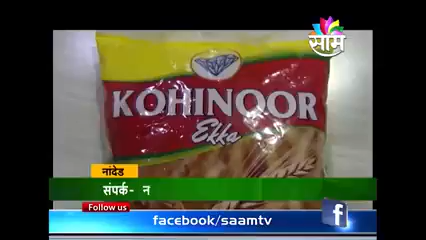 साम
KOHINOOR
Ekka
नांदेड
संपर्क- न
Follow us
facebook/saamtv
f